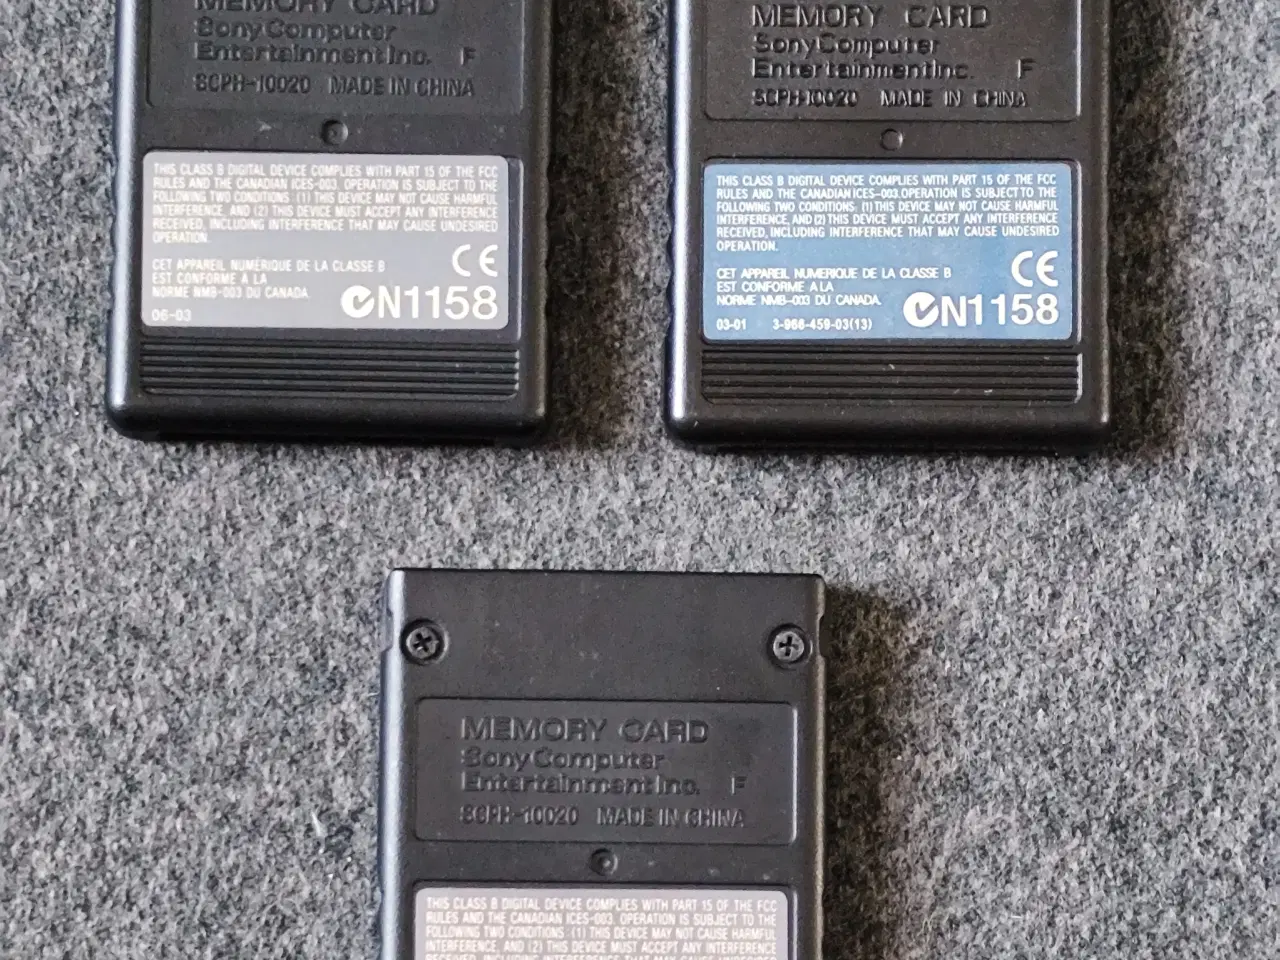 MEMORY CARD
Sony Computer
Entertainment Inc. F
SCPH-10020 MADE IN CHINA
THIS CLASS B DIGITAL DEVICE COMPLIES WITH PART 15 OF THE FCC
RULES AND THE CANADIAN ICES-003. OPERATION IS SUBJECT TO THE
FOLLOWING TWO CONDITIONS: (1) THIS DEVICE MAY NOT CAUSE HARMFUL
INTERFERENCE, AND (2) THIS DEVICE MUST ACCEPT ANY INTERFERENCE
RECEIVED, INCLUDING INTERFERENCE THAT MAY CAUSE UNDESIRED
OPERATION.
CET APPAREIL NUMÉRIQUE DE LA CLASSE B
EST CONFORME À LA
NORME NMB-003 DU CANADA.
06-03
CE
N1158
MEMORY CARD
Sony Computer
Entertainment Inc. F
SCPH-10020 MADE IN CHINA
THIS CLASS B DIGITAL DEVICE COMPLIES WITH PART 15 OF THE FCC
RULES AND THE CANADIAN ICES-003. OPERATION IS SUBJECT TO THE
FOLLOWING TWO CONDITIONS: (1) THIS DEVICE MAY NOT CAUSE HARMFUL
INTERFERENCE, AND (2) THIS DEVICE MUST ACCEPT ANY INTERFERENCE
RECEIVED, INCLUDING INTERFERENCE THAT MAY CAUSE UNDESIRED
OPERATION.
CET APPAREIL NUMERIQUE DE LA CLASSE B
EST CONFORME A LA
NORME NMB-003 DU CANADA.
03-01 3-966-459-03(13)
CE
N1158
MEMORY CARD
Sony Computer
Entertainment Inc. F
SCPH-10020 MADE IN CHINA
THIS CLASS B DIGITAL DEVICE COMPLIES WITH PART 15 OF THE FCC
RULES AND THE CANADIAN ICES-003. OPERATION IS SUBJECT TO THE
FOLLOWING TWO CONDITIONS: (1) THIS DEVICE MAY NOT CAUSE HARMFUL
INTERFERENCE, AND (2) THIS DEVICE MUST ACCEPT ANY INTERFERENCE
RECEIVED, INCLUDING INTERFERENCE THAT MAY CAUSE UNDESIRED